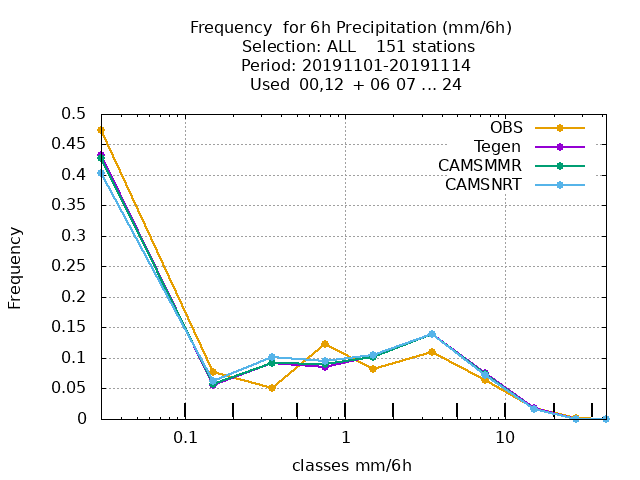 Frequency  for 6h Precipitation (mm/6h)
Selection: ALL    151 stations
Period: 20191101-20191114
Used  00,12  + 06 07 ... 24
0.5
OBS
Tegen
0.45
CAMSMMR
0.4
CAMSNRT
0.35
0.3
0.25
0.2
0.15
0.1
0.05
0
Frequency
0.1
1
10
classes mm/6h